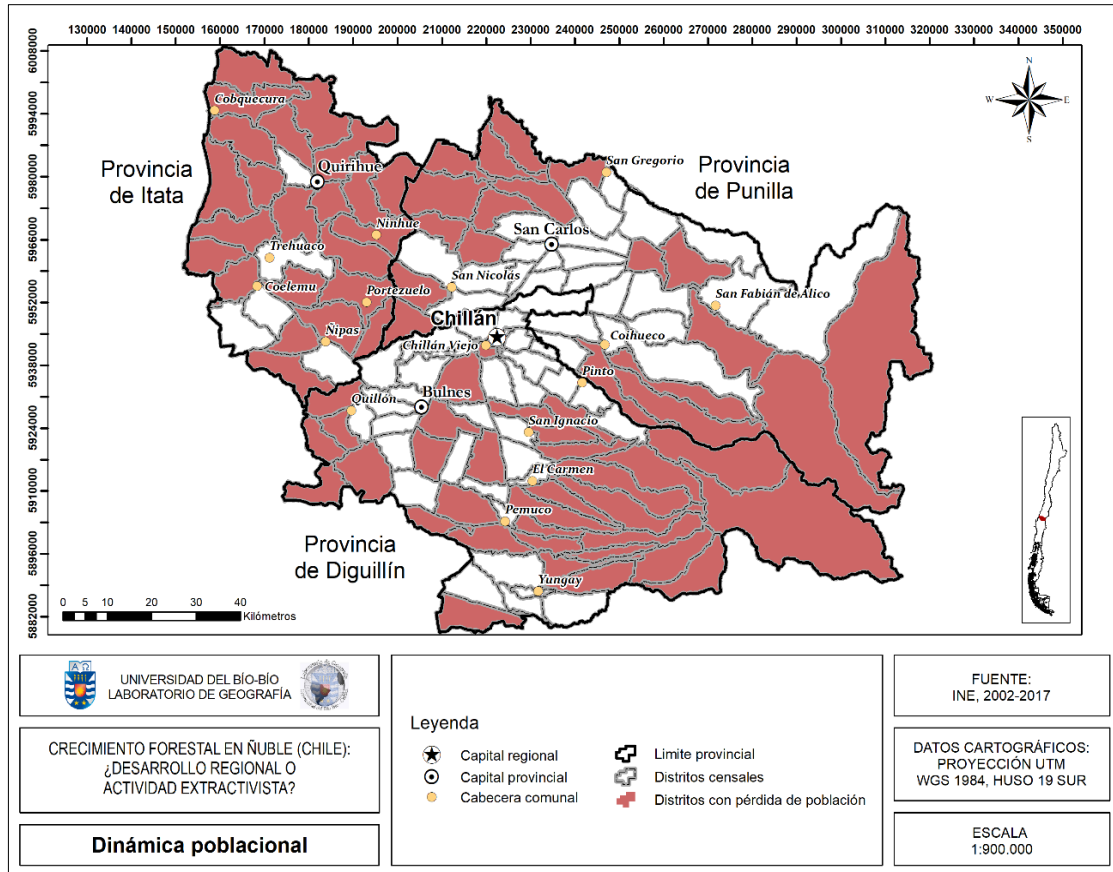 130000 140000 150000 160000 170000 180000 190000 200000 210000 220000 230000 240000 250000 260000 270000 280000 290000 300000 310000 320000 330000 340000 350000
6008000
5994000
5980000
5966000
5952000
5938000
5924000
5910000
5896000
5882000
N
W E
S
Cobquecura
San Gregorio
Provincia
de Itata
Quirihue
Provincia
de Punilla
Ninhue
San Carlos
Trehuaco
San Nicolás
Coelemu
Portezuelo
San Fabián de Alico
Chillán
Ñipas
Chillán Viejo
Coihueco
Pinto
Quillón
Bulnes
San Ignacio
El Carmen
Pemuco
Provincia
de Diguillín
Yungay
0 5 10 20 30 40
Kilómetros
UNIVERSIDAD DEL BÍO-BÍO
LABORATORIO DE GEOGRAFÍA
CRECIMIENTO FORESTAL EN ÑUBLE (CHILE):
¿DESARROLLO REGIONAL O
ACTIVIDAD EXTRACTIVISTA?
Dinámica poblacional
Leyenda
Capital regional
Capital provincial
Cabecera comunal
Limite provincial
Distritos censales
Distritos con pérdida de población
FUENTE:
INE, 2002-2017
DATOS CARTOGRÁFICOS:
PROYECCIÓN UTM
WGS 1984, HUSO 19 SUR
ESCALA
1:900.000